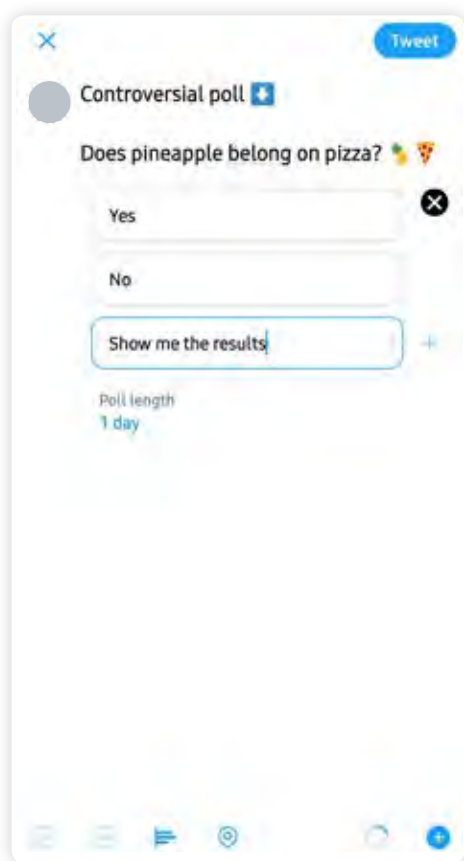 Tweet
Controversial poll ⬇️
Does pineapple belong on pizza? 🍍 🍕
Yes
No
Show me the results
Poll length
1 day